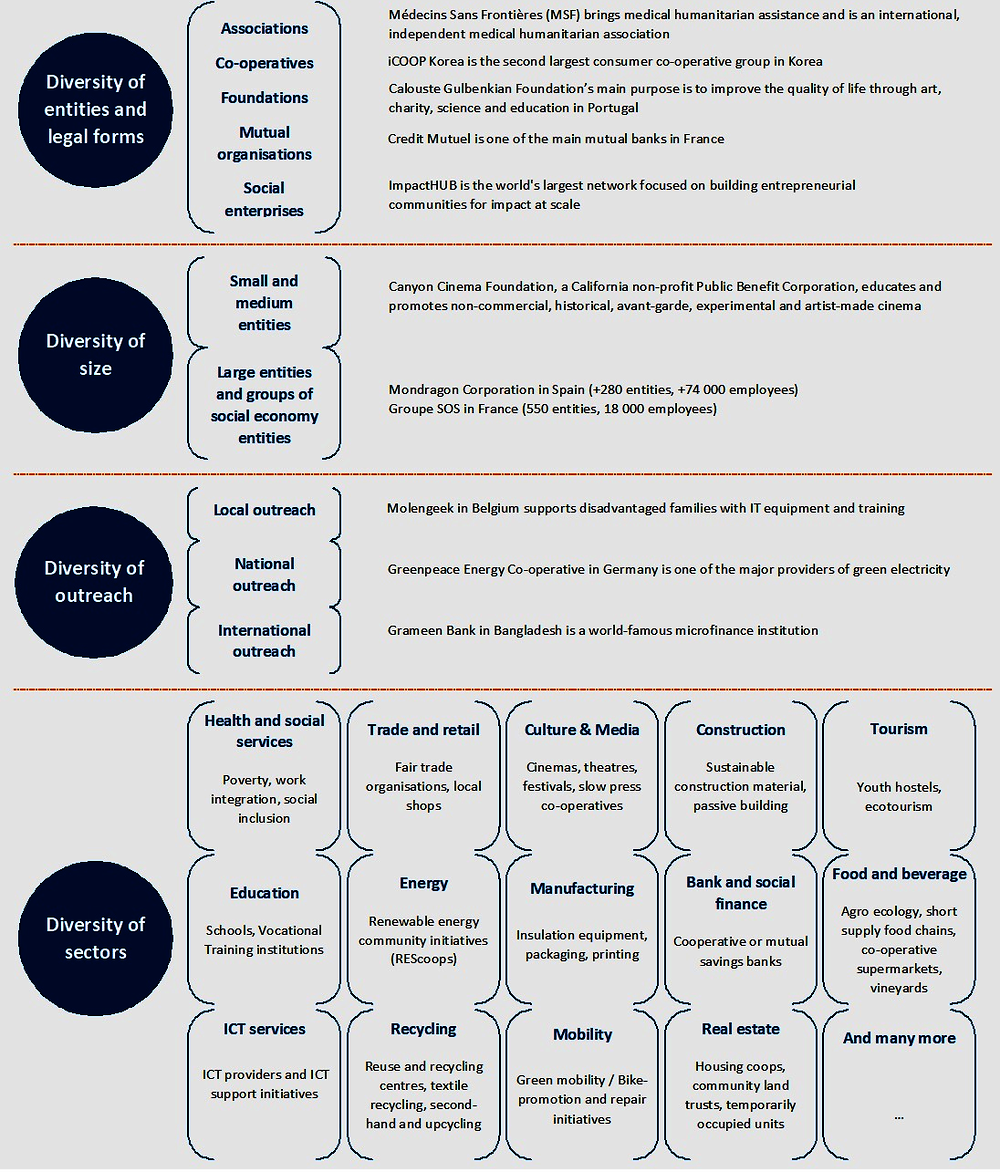 Diversity of
entities and
legal forms
Associations
Médecins Sans Frontières (MSF) brings medical humanitarian assistance and is an international,
independent medical humanitarian association
Co-operatives
iCOOP Korea is the second largest consumer co-operative group in Korea
Foundations
Calouste Gulbenkian Foundation's main purpose is to improve the quality of life through art,
charity, science and education in Portugal
Mutual
organisations
Credit Mutuel is one of the main mutual banks in France
Social
enterprises
ImpactHUB is the world's largest network focused on building entrepreneurial
communities for impact at scale
Diversity of
size
Small and
medium
entities
Canyon Cinema Foundation, a California non-profit Public Benefit Corporation, educates and
promotes non-commercial, historical, avant-garde, experimental and artist-made cinema
Large entities
and groups of
social economy
entities
Mondragon Corporation in Spain (+280 entities, +74 000 employees)
Groupe SOS in France (550 entities, 18 000 employees)
Diversity of
outreach
Local outreach
Molengeek in Belgium supports disadvantaged families with IT equipment and training
National
outreach
Greenpeace Energy Co-operative in Germany is one of the major providers of green electricity
International
outreach
Grameen Bank in Bangladesh is a world-famous microfinance institution
Diversity of
sectors
Health and social
services
Poverty, work
integration, social
inclusion
Trade and retail
Fair trade
organisations, local
shops
Culture & Media
Cinemas, theatres,
festivals, slow press
co-operatives
Construction
Sustainable
construction material,
passive building
Tourism
Youth hostels,
ecotourism
Education
Schools, Vocational
Training institutions
Energy
Renewable energy
community initiatives
(REScoops)
Manufacturing
Insulation equipment,
packaging, printing
Bank and social
finance
Cooperative or mutual
savings banks
Food and beverage
Agro ecology, short
supply food chains,
co-operative
supermarkets,
vineyards
ICT services
ICT providers and ICT
support initiatives
Recycling
Reuse and recycling
centres, textile
recycling, second-
hand and upcycling
Mobility
Green mobility / Bike-
promotion and repair
initiatives
Real estate
Housing coops,
community land
trusts, temporarily
occupied units
And many more
...